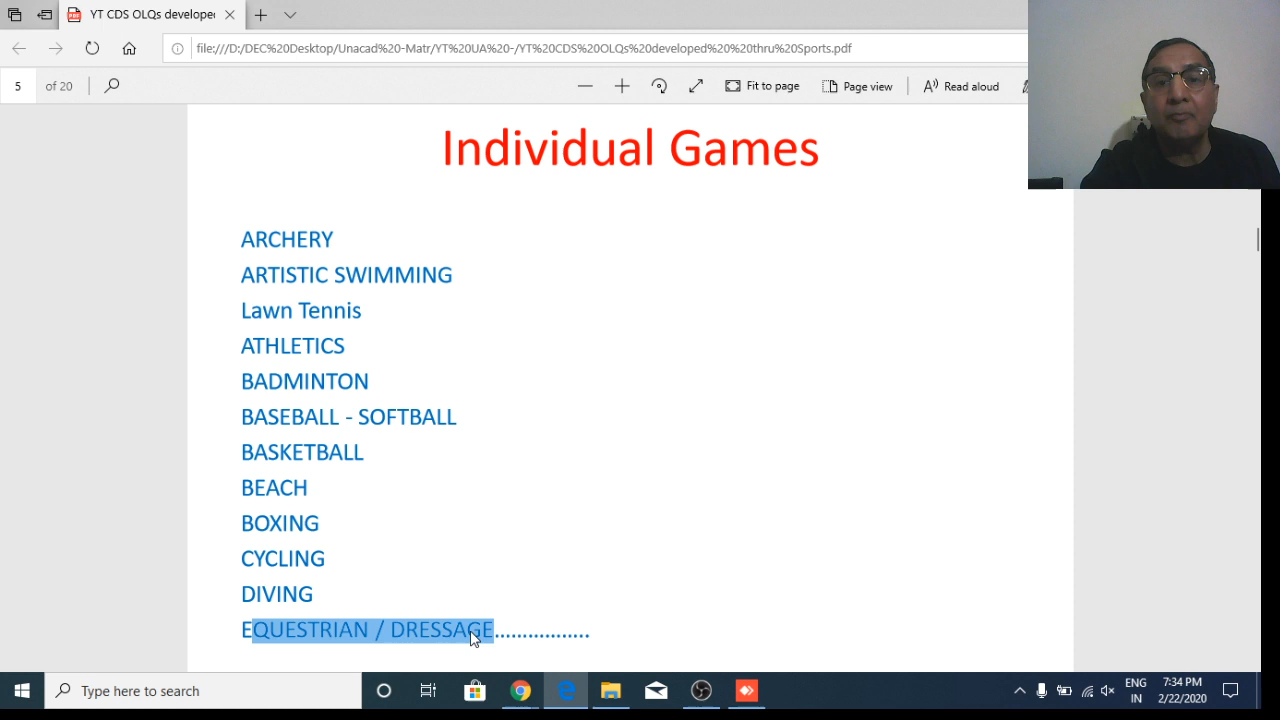 YT CDS OLQs develope
file:///D:/DEC%20Desktop/Unacad%20-Matr/YT%20UA%20-/YT%20CDS%20OLQs%20developed%20%20thru%20Sports.pdf
5 of 20
Fit to page
Page view
Read aloud
Individual Games
ARCHERY
ARTISTIC SWIMMING
Lawn Tennis
ATHLETICS
BADMINTON
BASEBALL - SOFTBALL
BASKETBALL
BEACH
BOXING
CYCLING
DIVING
EQUESTRIAN / DRESSAGE.................
Type here to search
ENG
IN
7:34 PM
2/22/2020